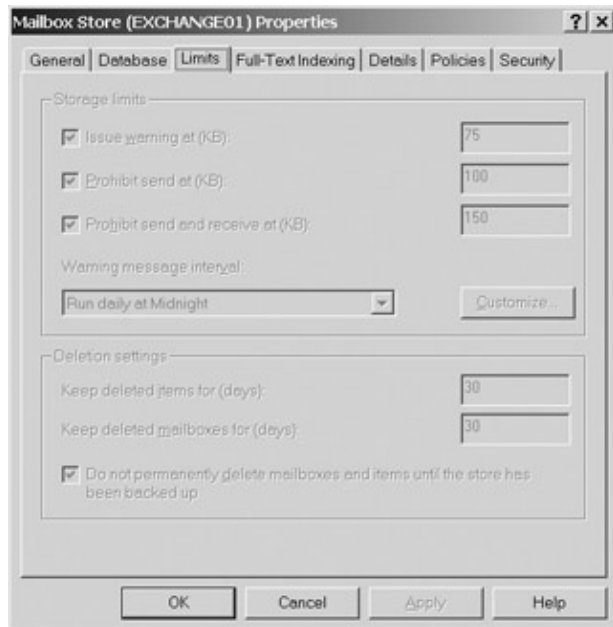 Mailbox Store (EXCHANGE01) Properties
General Database Limits Full-Text Indexing Details Policies Security
Storage limits
Issue warning at (KB): 75
Prohibit send at (KB): 100
Prohibit send and receive at (KB): 150
Warning message interval:
Run daily at Midnight Customize...
Deletion settings
Keep deleted items for (days): 30
Keep deleted mailboxes for (days): 30
Do not permanently delete mailboxes and items until the store has
been backed up
OK Cancel Apply Help